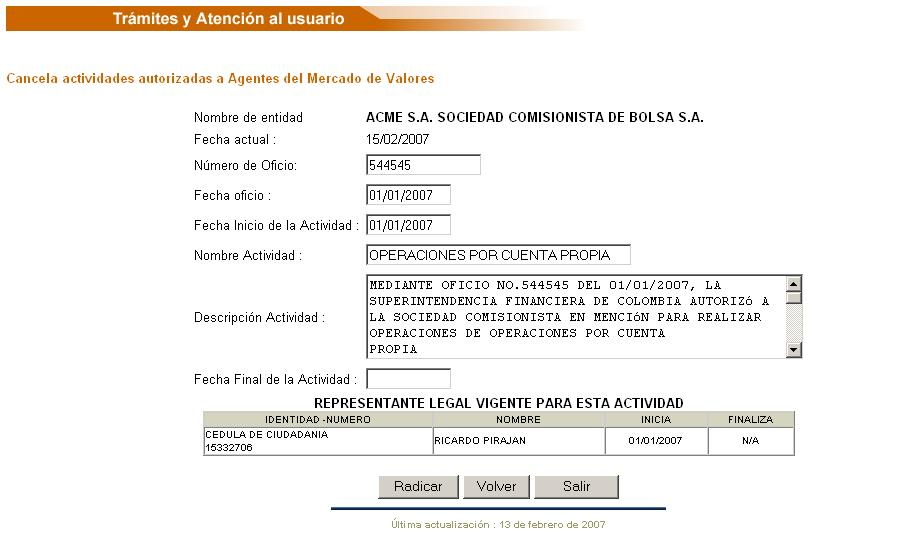 Trámites y Atención al usuario
Cancela actividades autorizadas a Agentes del Mercado de Valores
Nombre de entidad ACME S.A. SOCIEDAD COMISIONISTA DE BOLSA S.A.
Fecha actual : 15/02/2007
Número de Oficio: 544545
Fecha oficio : 01/01/2007
Fecha Inicio de la Actividad : 01/01/2007
Nombre Actividad : OPERACIONES POR CUENTA PROPIA
Descripción Actividad :
MEDIANTE OFICIO NO.544545 DEL 01/01/2007, LA
SUPERINTENDENCIA FINANCIERA DE COLOMBIA AUTORIZó A
LA SOCIEDAD COMISIONISTA EN MENCIóN PARA REALIZAR
OPERACIONES DE OPERACIONES POR CUENTA
PROPIA
Fecha Final de la Actividad :
REPRESENTANTE LEGAL VIGENTE PARA ESTA ACTIVIDAD
IDENTIDAD -NUMERO NOMBRE INICIA FINALIZA
CEDULA DE CIUDADANIA
15332706 RICARDO PIRAJAN 01/01/2007 N/A
Radicar Volver Salir
Última actualización : 13 de febrero de 2007